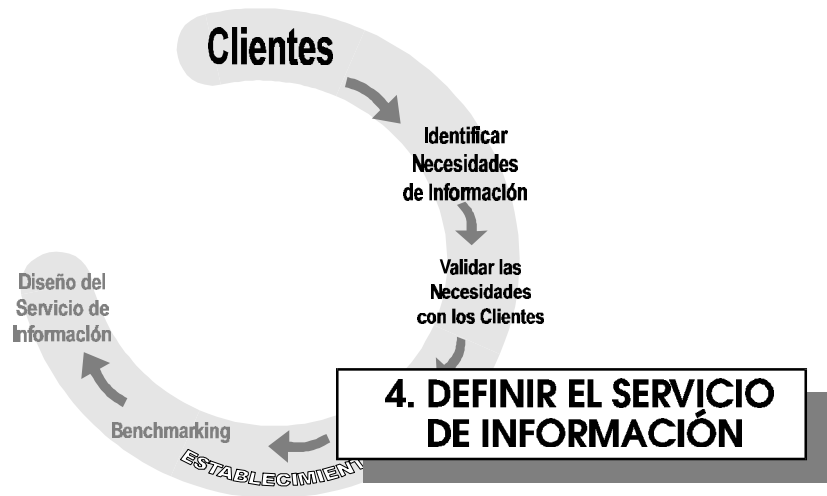 Clientes
Identificar
Necesidades
de Información
Validar las
Necesidades
con los Clientes
4. DEFINIR EL SERVICIO
DE INFORMACIÓN
Benchmarking
Diseño del
Servicio de
Información